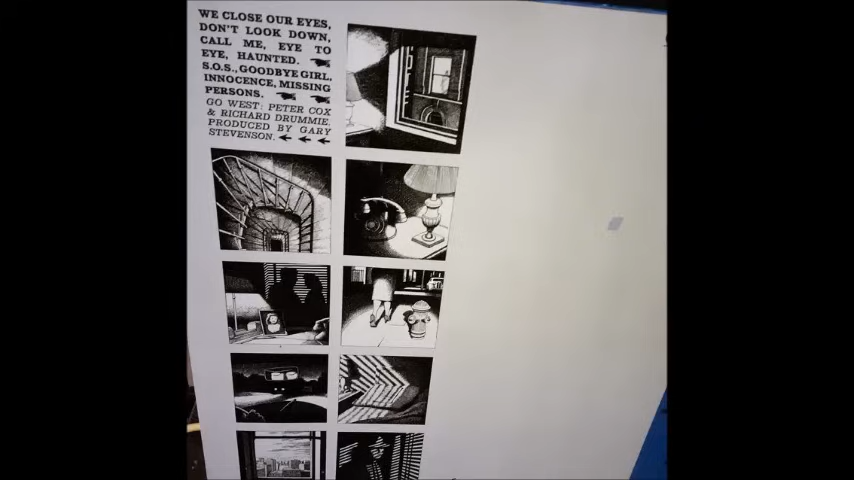 WE CLOSE OUR EYES,
DON'T LOOK DOWN,
CALL ME, EYE TO
EYE, HAUNTED.
S.O.S., GOODBYE GIRL,
INNOCENCE, MISSING
PERSONS.
GO WEST: PETER COX
& RICHARD DRUMMIE.
PRODUCED BY GARY
STEVENSON.